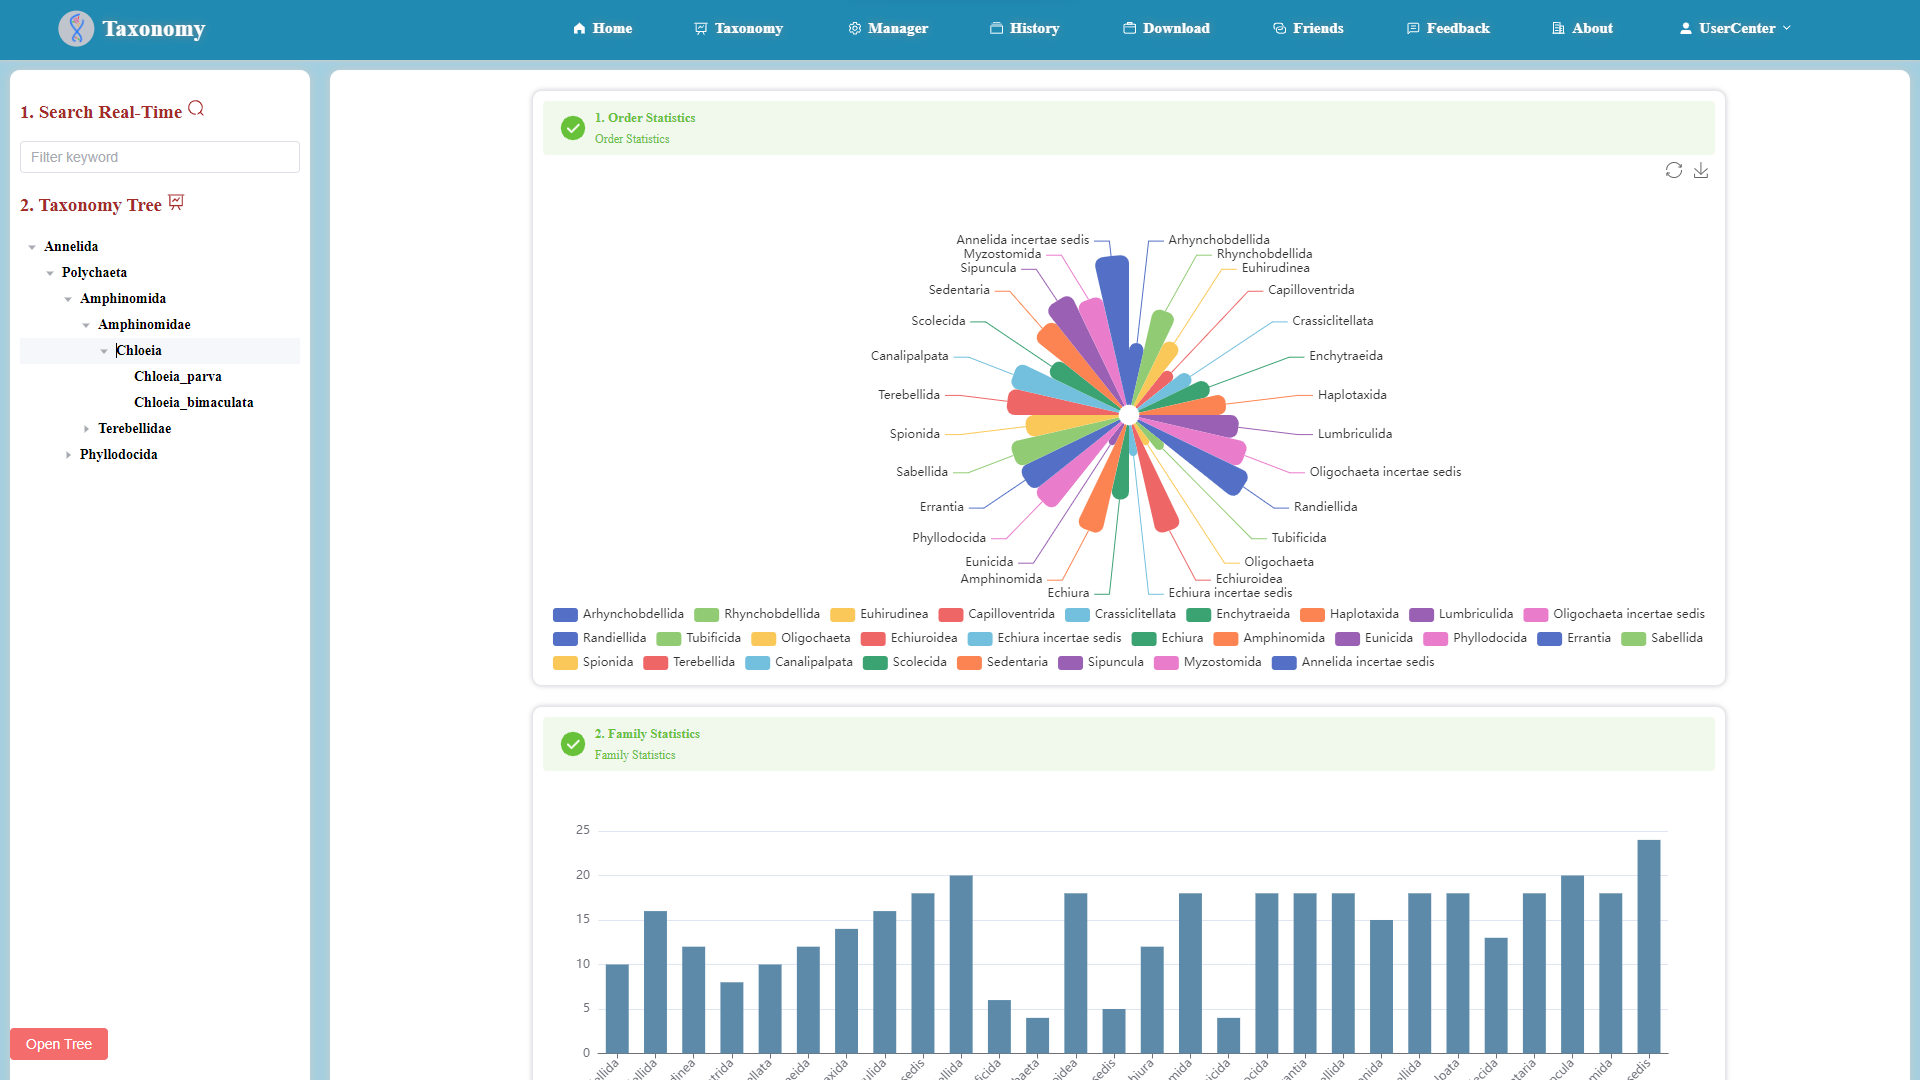 Taxonomy
Home
Taxonomy
Manager
History
Download
Friends
Feedback
About
UserCenter
1. Search Real-Time
Filter keyword
2. Taxonomy Tree
Annelida
Polychaeta
Amphinomida
Amphinomidae
Chloeia
Chloeia_parva
Chloeia_bimaculata
Terebellidae
Phyllodocida
Open Tree
1. Order Statistics
Order Statistics
Annelida incertae sedis
Myzostomida
Sipuncula
Sedentaria
Scolecida
Canalipalpata
Terebellida
Spionida
Sabellida
Errantia
Phyllodocida
Eunicida
Amphinomida
Echiura
Arhynchobdellida
Rhynchobdellida
Euhirudinea
Capilloventrida
Crassiclitellata
Enchytraeida
Haplotaxida
Lumbriculida
Oligochaeta incertae sedis
Randiellida
Tubificida
Oligochaeta
Echiuroidea
Echiura incertae sedis
Arhynchobdellida Rhynchobdellida Euhirudinea Capilloventrida Crassiclitellata Enchytraeida Haplotaxida Lumbriculida Oligochaeta incertae sedis
Randiellida Tubificida Oligochaeta Echiuroidea Echiura incertae sedis Echiura Amphinomida Eunicida Phyllodocida Errantia Sabellida
Spionida Terebellida Canalipalpata Scolecida Sedentaria Sipuncula Myzostomida Annelida incertae sedis
2. Family Statistics
Family Statistics
25
20
15
10
5
0